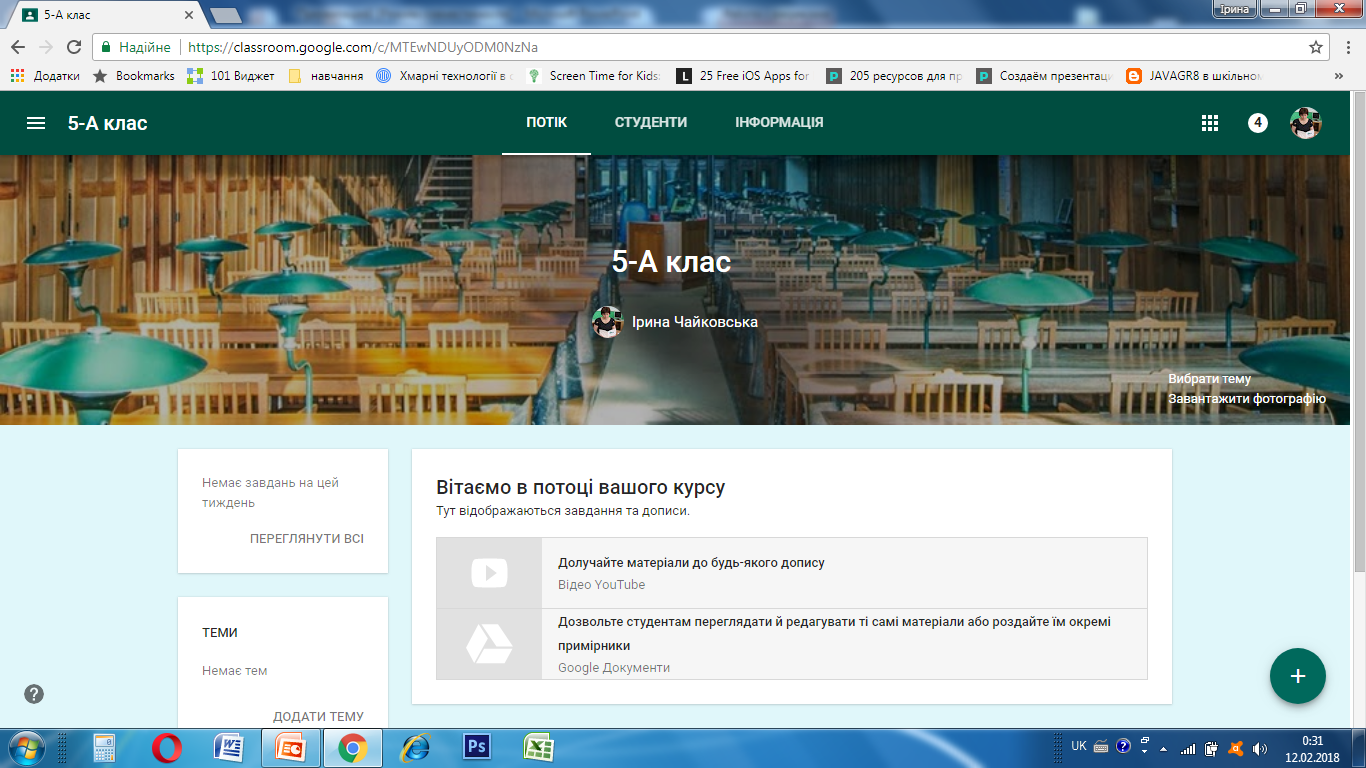 5-А клас
Ірина
Надійне
https://classroom.google.com/c/MTEwNDUyODM0NzNa
Додатки
Bookmarks
101 Виджет
навчання
Хмарні технології в
Screen Time for Kids:
25 Free iOS Apps for
205 ресурсов для пр
Создаём презентаци
JAVAGR8 в шкільном
5-А клас
ПОТІК
СТУДЕНТИ
ІНФОРМАЦІЯ
4
5-А клас
Ірина Чайковська
Вибрати тему
Завантажити фотографію
Немає завдань на цей
тиждень
ПЕРЕГЛЯНУТИ ВСІ
ТЕМИ
Немає тем
ДОДАТИ ТЕМУ
Вітаємо в потоці вашого курсу
Тут відображаються завдання та дописи.
Долучайте матеріали до будь-якого допису
Відео YouTube
Дозвольте студентам переглядати й редагувати ті самі матеріали або роздайте їм окремі
примірники
Google Документи
Ps
UK
0:31
12.02.2018